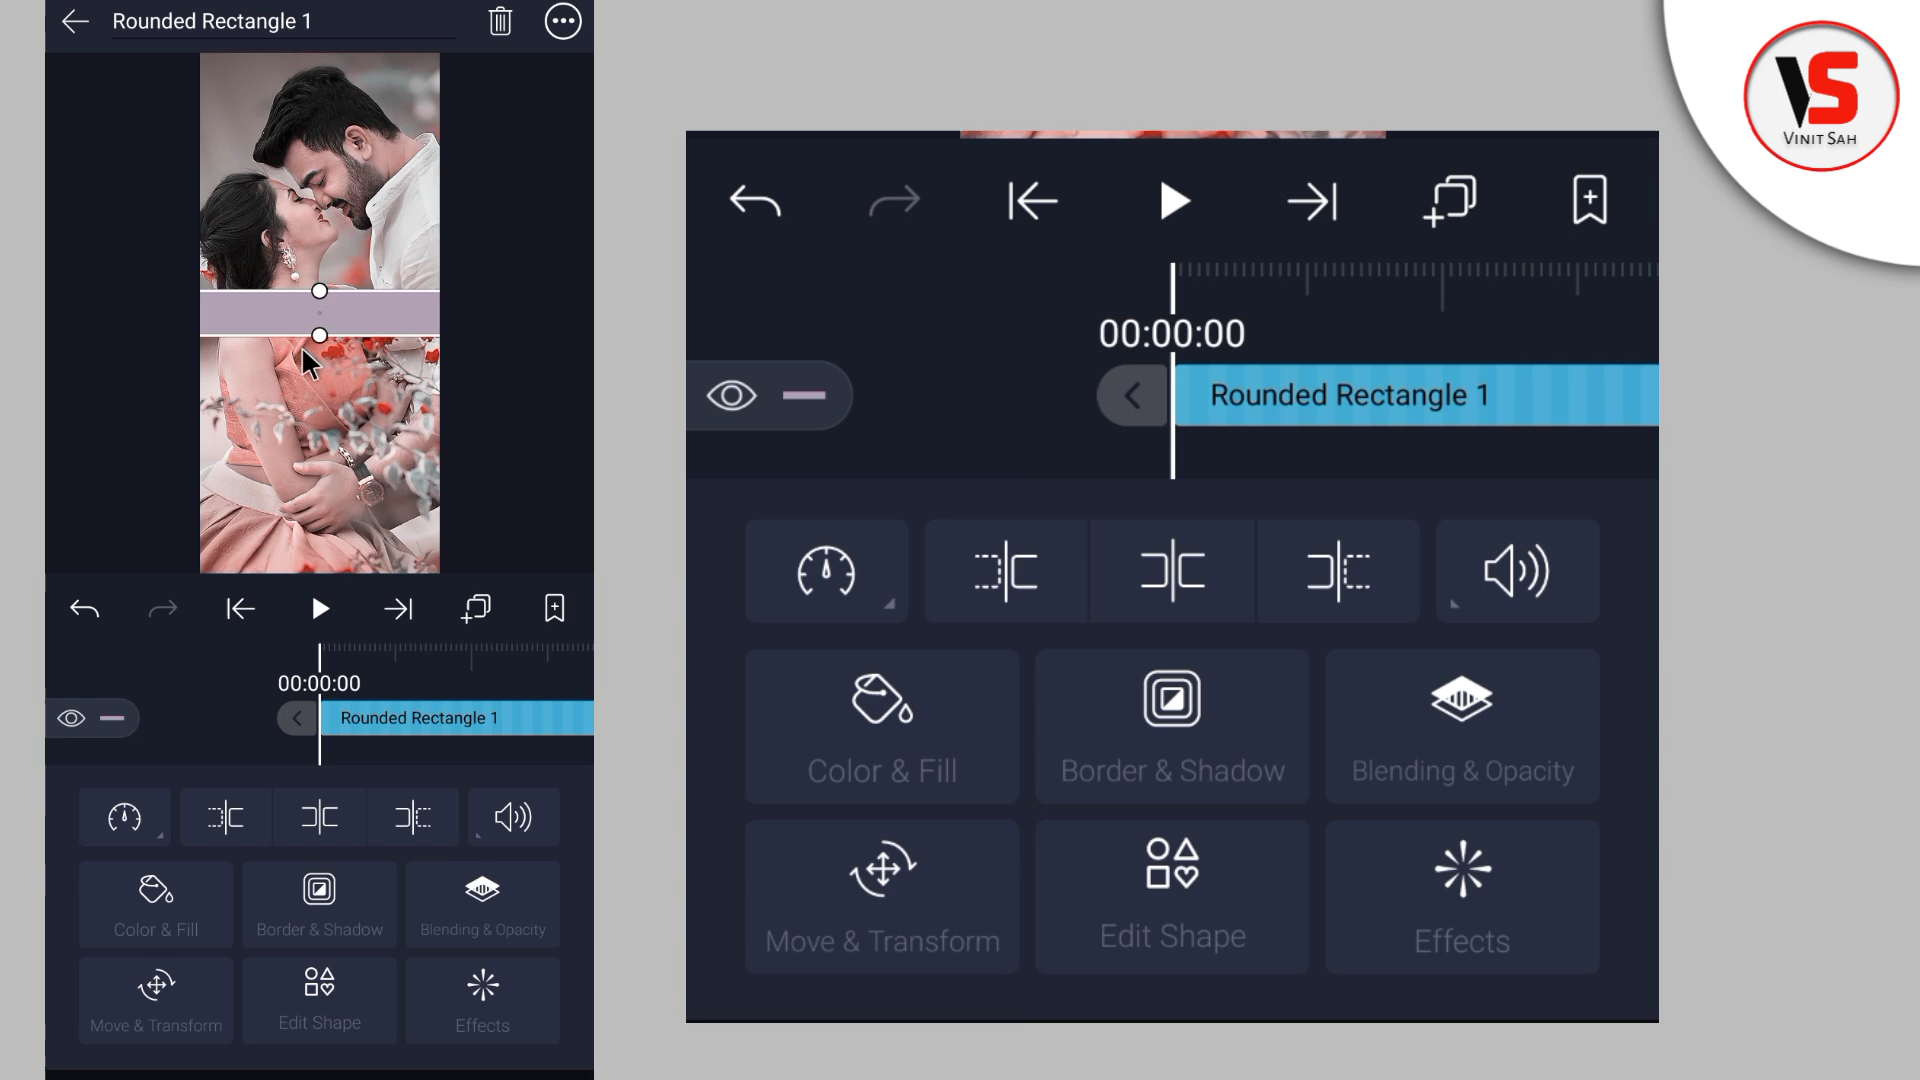 Rounded Rectangle 1
00:00:00
Rounded Rectangle 1
Color & Fill
Border & Shadow
Blending & Opacity
Move & Transform
Edit Shape
Effects
00:00:00
Rounded Rectangle 1
Color & Fill
Border & Shadow
Blending & Opacity
Move & Transform
Edit Shape
Effects
VS
VINIT SAH